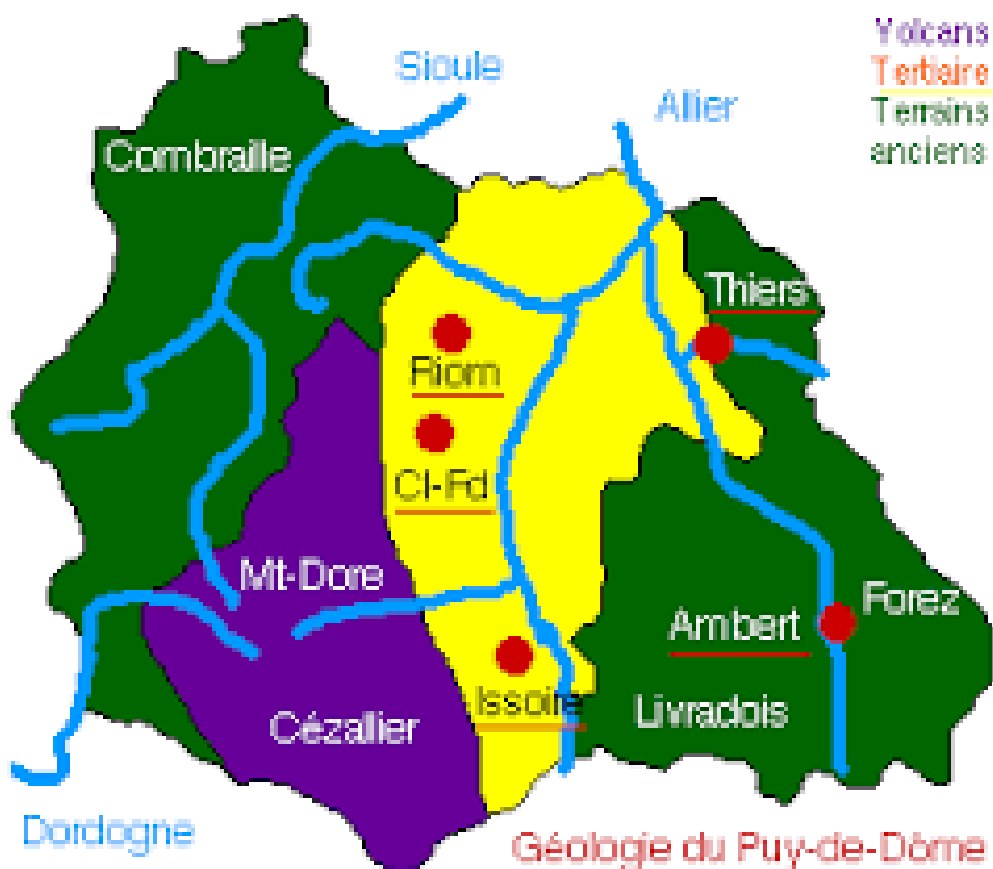 Volcans
Tertiaire
Terrains
anciens
Sioule
Allier
Combraille
Thiers
Riom
Cl-Fd
Mt-Dore
Forez
Ambert
Issoire
Livradois
Cézallier
Dordogne
Géologie du Puy-de-Dôme